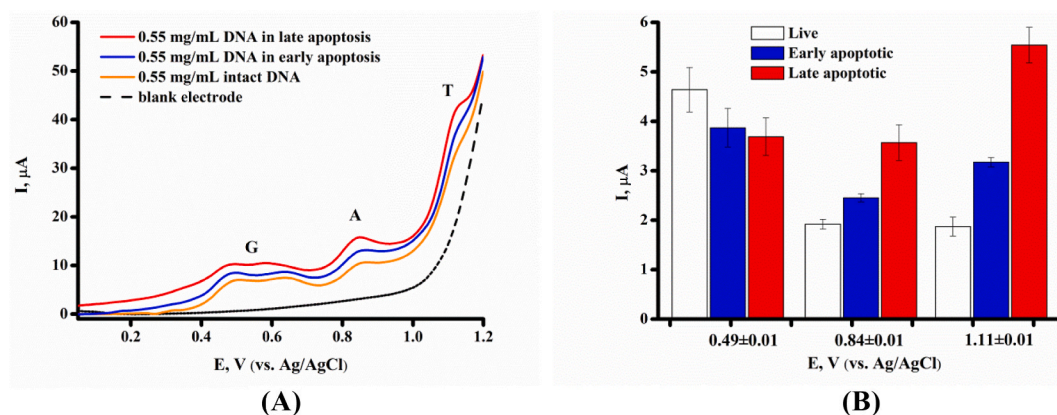 60
50
40
30
20
10
0
I, μA
0.55 mg/mL DNA in late apoptosis
0.55 mg/mL DNA in early apoptosis
0.55 mg/mL intact DNA
blank electrode
G
A
T
0.2
0.4
0.6
0.8
1.0
1.2
E, V (vs. Ag/AgCl)
(A)
B
6
5
4
3
2
1
0
I, μA
Live
Early apoptotic
Late apoptotic
0.49±0.01
0.84±0.01
1.11±0.01
E, V (vs. Ag/AgCl)
(B)